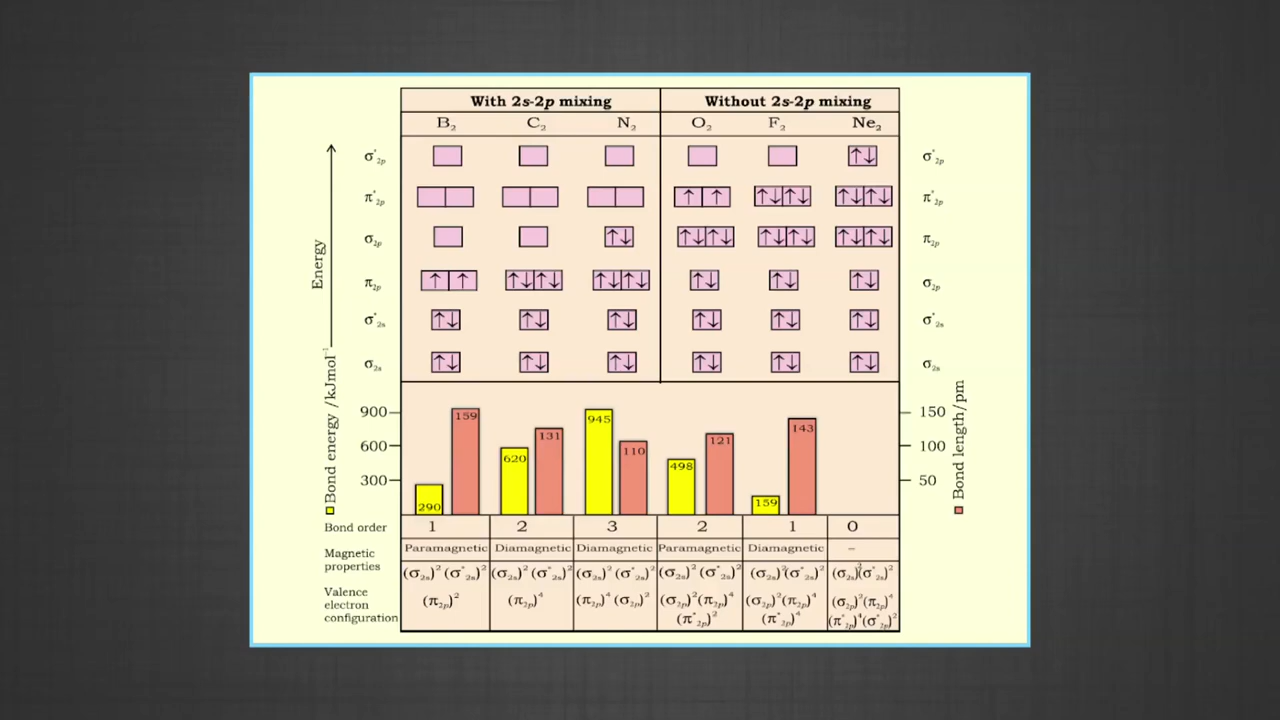 With 2s-2p mixing Without 2s-2p mixing
B₂ C₂ N₂ O₂ F₂ Ne₂
σ*₂ₚ ↑↓ σ*₂ₚ
π*₂ₚ ↑ ↑ ↑↓↑↓ ↑↓↑↓ π*₂ₚ
σ₂ₚ ↑↓ ↑↓↑↓ ↑↓↑↓ ↑↓↑↓ π₂ₚ
π₂ₚ ↑ ↑ ↑↓↑↓ ↑↓↑↓ ↑↓ ↑↓ ↑↓ σ₂ₚ
σ*₂ₛ ↑↓ ↑↓ ↑↓ ↑↓ ↑↓ ↑↓ σ*₂ₛ
σ₂ₛ ↑↓ ↑↓ ↑↓ ↑↓ ↑↓ ↑↓ σ₂ₛ
Energy
Bond energy /kJmol⁻¹
900 600 300
290 159 620 131 945 110 498 121 159 143
150 100 50
Bond length/pm
Bond order 1 2 3 2 1 0
Magnetic properties Paramagnetic Diamagnetic Diamagnetic Paramagnetic Diamagnetic –
Valence electron configuration
(σ₂ₛ)² (σ*₂ₛ)² (σ₂ₛ)² (σ*₂ₛ)² (σ₂ₛ)² (σ*₂ₛ)² (σ₂ₛ)² (σ*₂ₛ)² (σ₂ₛ)²(σ*₂ₛ)² (σ₂ₛ)²(σ*₂ₛ)²
(π₂ₚ)² (π₂ₚ)⁴ (π₂ₚ)⁴ (σ₂ₚ)² (σ₂ₚ)²(π₂ₚ)⁴ (σ₂ₚ)²(π₂ₚ)⁴ (σ₂ₚ)²(π₂ₚ)⁴
(π*₂ₚ)² (π*₂ₚ)⁴ (π*₂ₚ)⁴(σ*₂ₚ)²